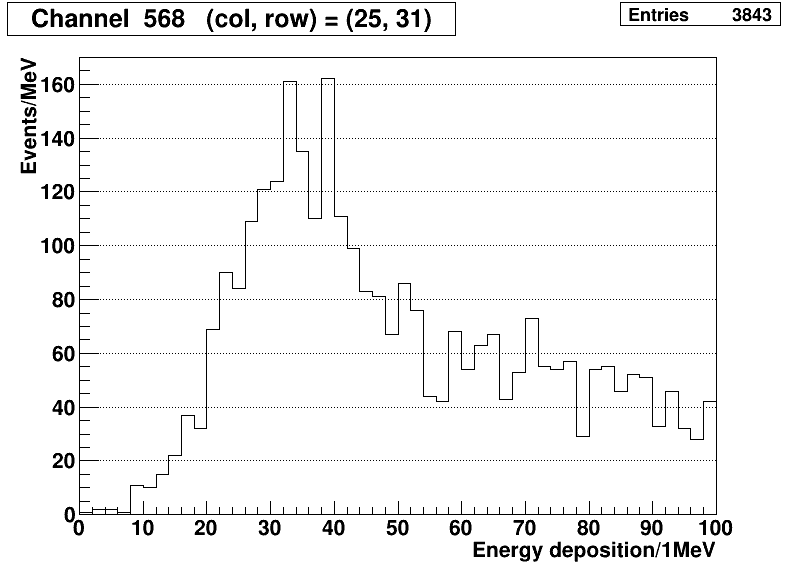 Channel 568 (col, row) = (25, 31)
Entries 3843
Events/MeV
160
140
120
100
80
60
40
20
0
0 10 20 30 40 50 60 70 80 90 100
Energy deposition/1MeV